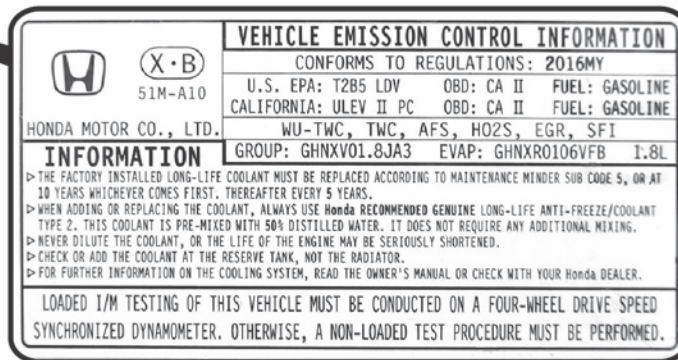 VEHICLE EMISSION CONTROL INFORMATION
X·B
51M-A10
HONDA MOTOR CO., LTD.
CONFORMS TO REGULATIONS: 2016MY
U.S. EPA: T2B5 LDV OBD: CA II FUEL: GASOLINE
CALIFORNIA: ULEV II PC OBD: CA II FUEL: GASOLINE
WU-TWC, TWC, AFS, HO2S, EGR, SFI
GROUP: GHNXV01.8JA3 EVAP: GHNXR0106VFB 1.8L
INFORMATION
▷ THE FACTORY INSTALLED LONG-LIFE COOLANT MUST BE REPLACED ACCORDING TO MAINTENANCE MINDER SUB CODE 5, OR AT
10 YEARS WHICHEVER COMES FIRST. THEREAFTER EVERY 5 YEARS.
▷ WHEN ADDING OR REPLACING THE COOLANT, ALWAYS USE Honda RECOMMENDED GENUINE LONG-LIFE ANTI-FREEZE/COOLANT
TYPE 2. THIS COOLANT IS PRE-MIXED WITH 50% DISTILLED WATER. IT DOES NOT REQUIRE ANY ADDITIONAL MIXING.
▷ NEVER DILUTE THE COOLANT, OR THE LIFE OF THE ENGINE MAY BE SERIOUSLY SHORTENED.
▷ CHECK OR ADD THE COOLANT AT THE RESERVE TANK, NOT THE RADIATOR.
▷ FOR FURTHER INFORMATION ON THE COOLING SYSTEM, READ THE OWNER'S MANUAL OR CHECK WITH YOUR Honda DEALER.
LOADED I/M TESTING OF THIS VEHICLE MUST BE CONDUCTED ON A FOUR-WHEEL DRIVE SPEED
SYNCHRONIZED DYNAMOMETER. OTHERWISE, A NON-LOADED TEST PROCEDURE MUST BE PERFORMED.